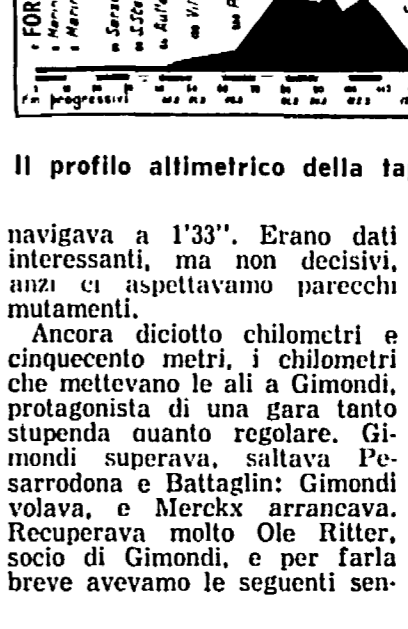 FOR
km progressivi
Il profilo altimetrico della ta
navigava a 1'33". Erano dati
interessanti, ma non decisivi,
anzi ci aspettavamo parecchi
mutamenti.
Ancora diciotto chilometri e
cinquecento metri, i chilometri
che mettevano le ali a Gimondi,
protagonista di una gara tanto
stupenda quanto regolare. Gi-
mondi superava, saltava Pe-
sarrodona e Battaglin: Gimondi
volava, e Merckx arrancava.
Recuperava molto Ole Ritter,
socio di Gimondi, e per farla
breve avevamo le seguenti sen-